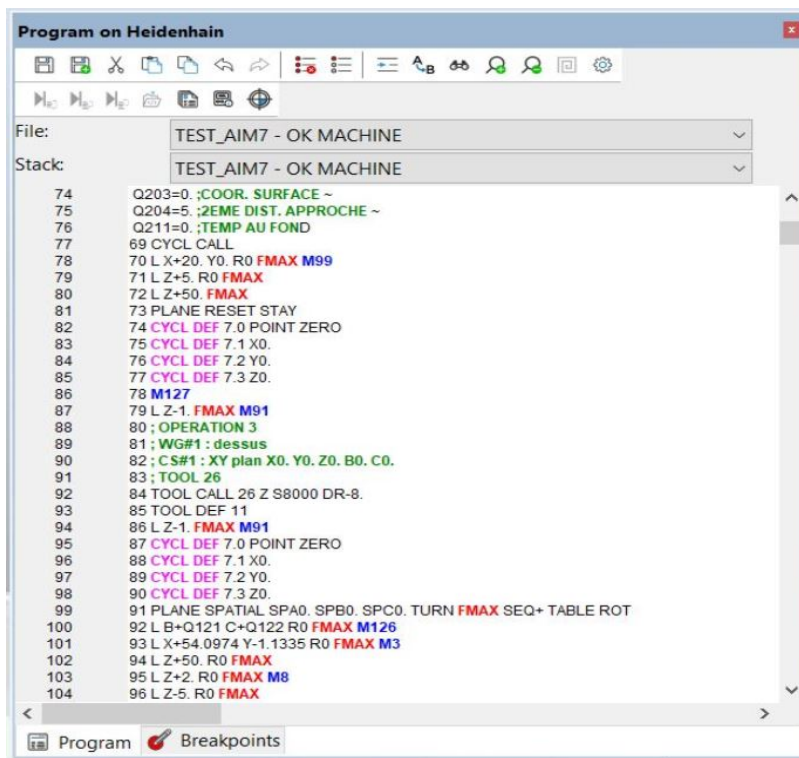 Program on Heidenhain
x
A B
File: TEST_AIM7 - OK MACHINE
Stack: TEST_AIM7 - OK MACHINE
74 Q203=0. ;COOR. SURFACE ~
75 Q204=5. ;2EME DIST. APPROCHE ~
76 Q211=0. ;TEMP AU FOND
77 69 CYCL CALL
78 70 L X+20. Y0. R0 FMAX M99
79 71 L Z+5. R0 FMAX
80 72 L Z+50. FMAX
81 73 PLANE RESET STAY
82 74 CYCL DEF 7.0 POINT ZERO
83 75 CYCL DEF 7.1 X0.
84 76 CYCL DEF 7.2 Y0.
85 77 CYCL DEF 7.3 Z0.
86 78 M127
87 79 L Z-1. FMAX M91
88 80 ; OPERATION 3
89 81 ; WG#1 : dessus
90 82 ; CS#1 : XY plan X0. Y0. Z0. B0. C0.
91 83 ; TOOL 26
92 84 TOOL CALL 26 Z S8000 DR-8.
93 85 TOOL DEF 11
94 86 L Z-1. FMAX M91
95 87 CYCL DEF 7.0 POINT ZERO
96 88 CYCL DEF 7.1 X0.
97 89 CYCL DEF 7.2 Y0.
98 90 CYCL DEF 7.3 Z0.
99 91 PLANE SPATIAL SPA0. SPB0. SPC0. TURN FMAX SEQ+ TABLE ROT
100 92 L B+Q121 C+Q122 R0 FMAX M126
101 93 L X+54.0974 Y-1.1335 R0 FMAX M3
102 94 L Z+50. R0 FMAX
103 95 L Z+2. R0 FMAX M8
104 96 L Z-5. R0 FMAX
Program Breakpoints